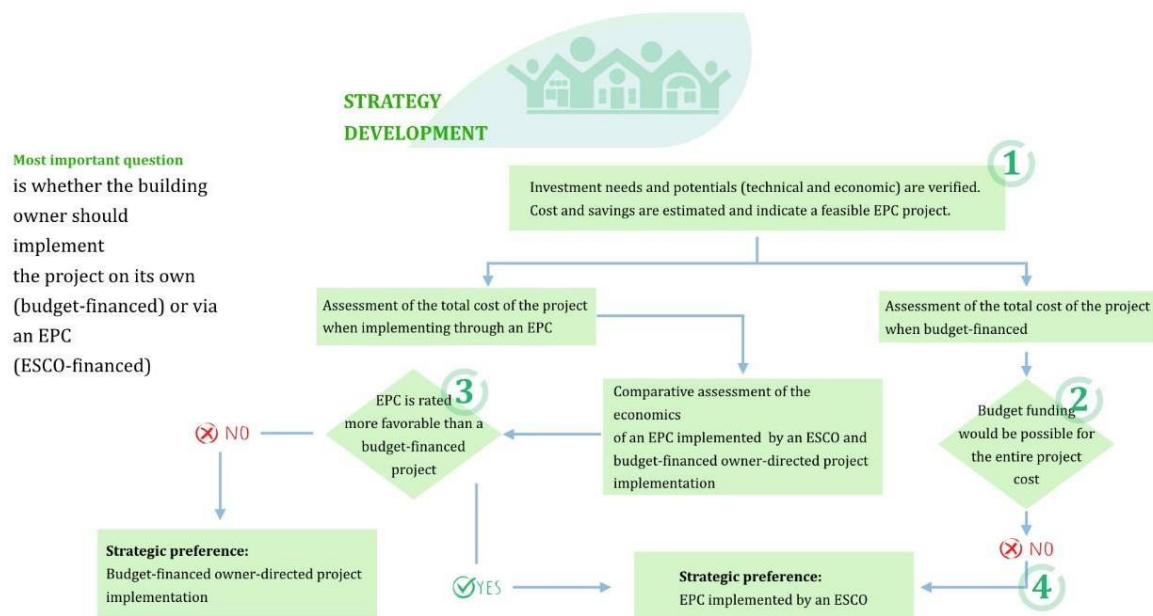 STRATEGY
DEVELOPMENT
Most important question
is whether the building
owner should
implement
the project on its own
(budget-financed) or via
an EPC
(ESCO-financed)
1
Investment needs and potentials (technical and economic) are verified.
Cost and savings are estimated and indicate a feasible EPC project.
Assessment of the total cost of the project
when implementing through an EPC
Assessment of the total cost of the project
when budget-financed
3
EPC is rated
more favorable than a
budget-financed
project
Comparative assessment of the
economics
of an EPC implemented by an ESCO and
budget-financed owner-directed project
implementation
2
Budget funding
would be possible for
the entire project
cost
NO
NO
Strategic preference:
Budget-financed owner-directed project
implementation
YES
Strategic preference:
EPC implemented by an ESCO
4